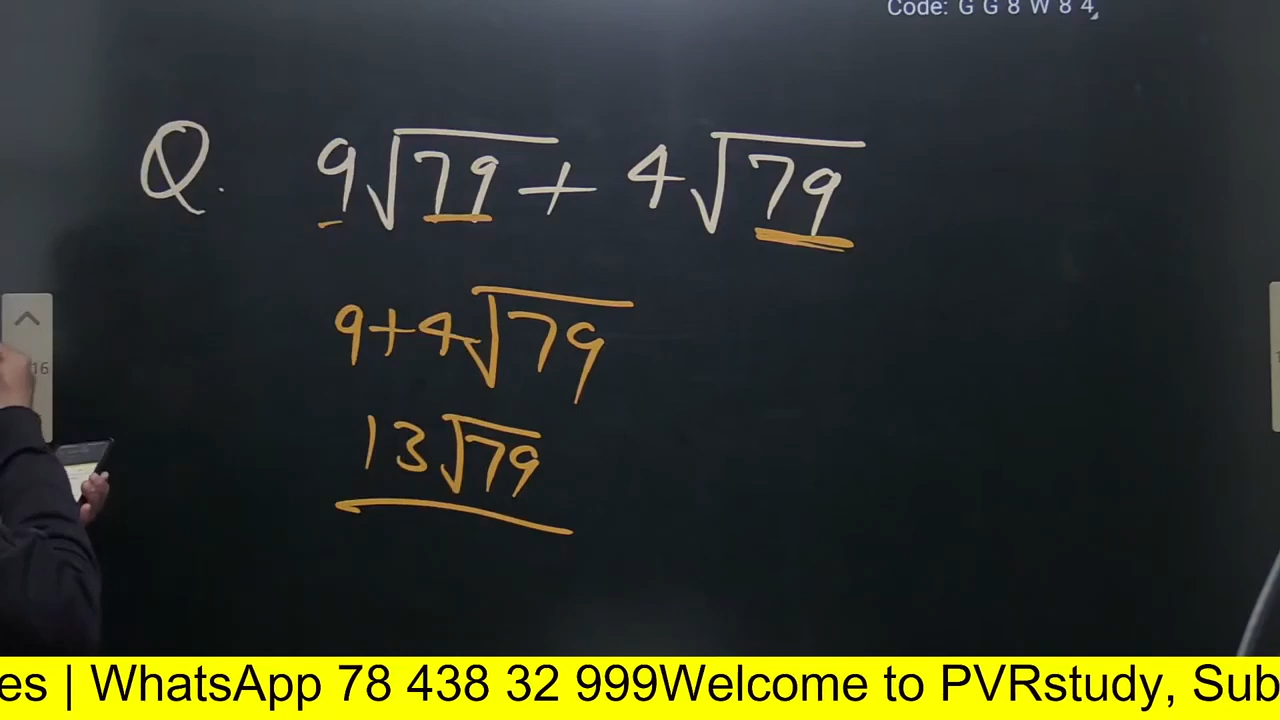 Code: G G 8 W 8 4
Q. 9√79 + 4√79
9+4√79
16
13√79
es | WhatsApp 78 438 32 999Welcome to PVRstudy, Sub